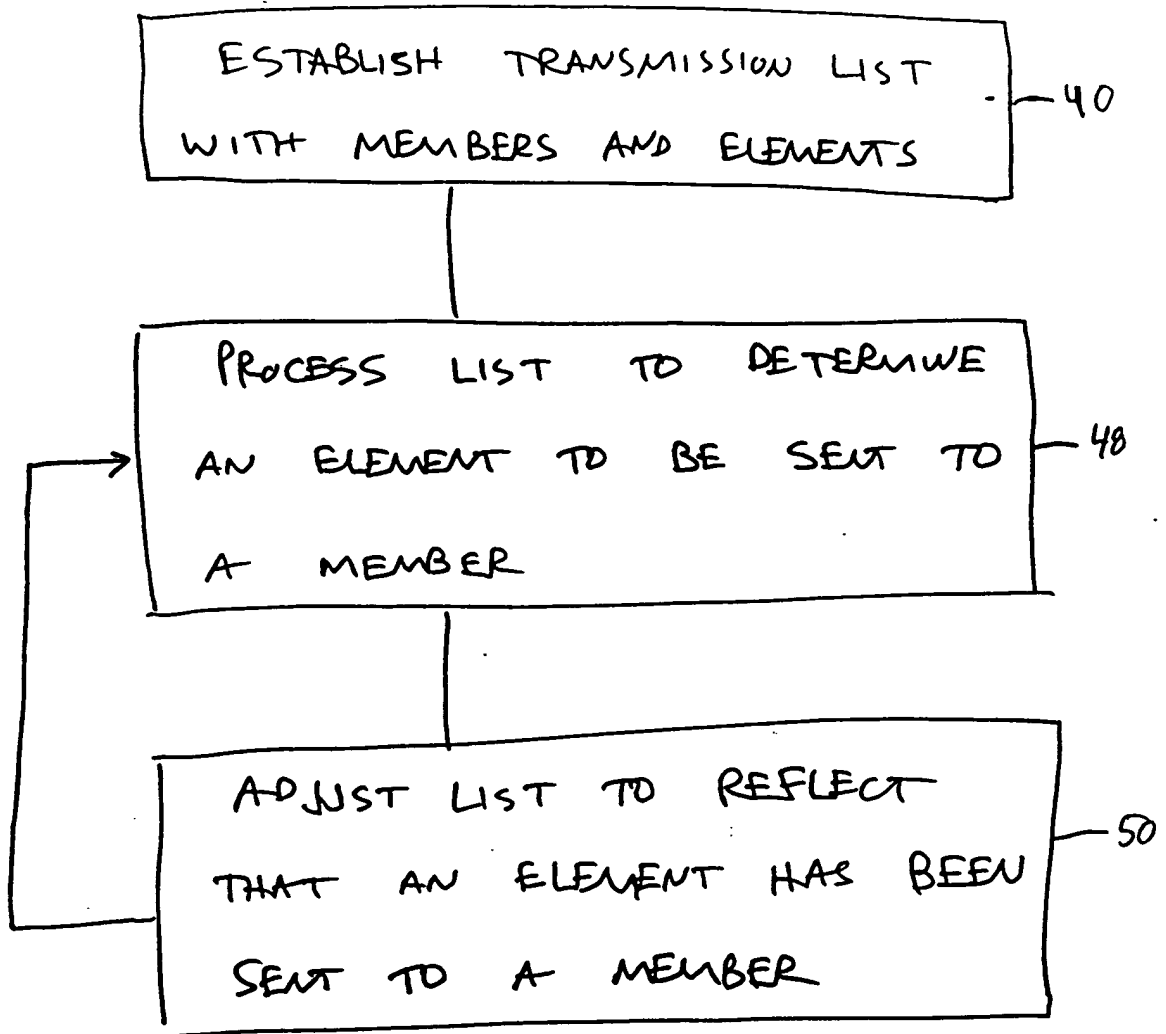 ESTABLISH TRANSMISSION LIST
WITH MEMBERS AND ELEMENTS
40
PROCESS LIST TO DETERMINE
AN ELEMENT TO BE SENT TO
A MEMBER
48
ADJUST LIST TO REFLECT
THAT AN ELEMENT HAS BEEN
SENT TO A MEMBER
50